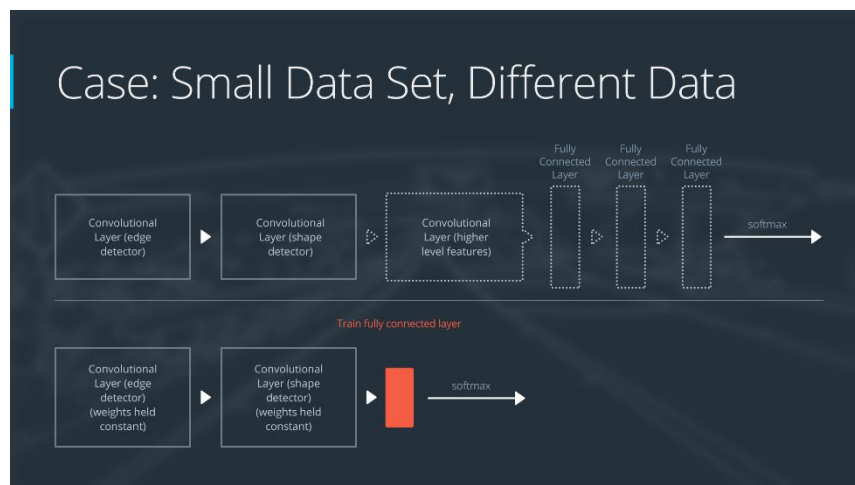 Case: Small Data Set, Different Data
Fully
Connected
Layer
Fully
Connected
Layer
Fully
Connected
Layer
Convolutional
Layer (edge
detector)
Convolutional
Layer (shape
detector)
Convolutional
Layer (higher
level features)
softmax
Train fully connected layer
Convolutional
Layer (edge
detector)
(weights held
constant)
Convolutional
Layer (shape
detector)
(weights held
constant)
softmax